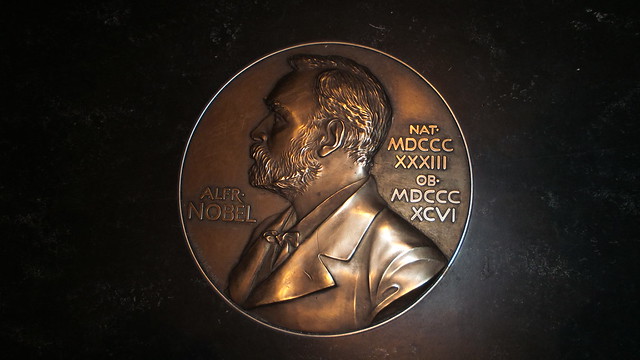 ALFR·
NOBEL
NAT·
MDCCC
XXXIII
OB·
MDCCC
XCVI